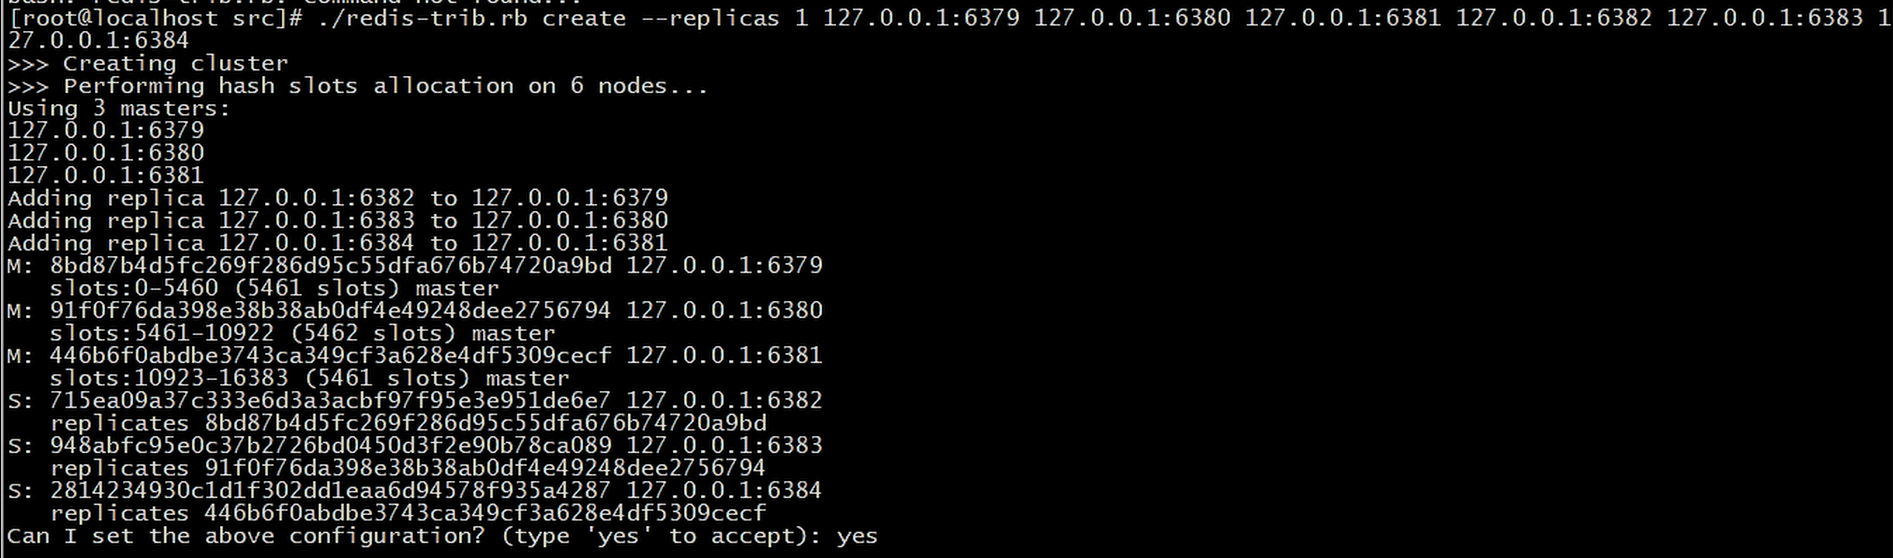 [root@localhost src]# ./redis-trib.rb create --replicas 1 127.0.0.1:6379 127.0.0.1:6380 127.0.0.1:6381 127.0.0.1:6382 127.0.0.1:6383 1
27.0.0.1:6384
>>> Creating cluster
>>> Performing hash slots allocation on 6 nodes...
Using 3 masters:
127.0.0.1:6379
127.0.0.1:6380
127.0.0.1:6381
Adding replica 127.0.0.1:6382 to 127.0.0.1:6379
Adding replica 127.0.0.1:6383 to 127.0.0.1:6380
Adding replica 127.0.0.1:6384 to 127.0.0.1:6381
M: 8bd87b4d5fc269f286d95c55dfa676b74720a9bd 127.0.0.1:6379
   slots:0-5460 (5461 slots) master
M: 91f0f76da398e38b38ab0df4e49248dee2756794 127.0.0.1:6380
   slots:5461-10922 (5462 slots) master
M: 446b6f0abdbe3743ca349cf3a628e4df5309cecf 127.0.0.1:6381
   slots:10923-16383 (5461 slots) master
S: 715ea09a37c333e6d3a3acbf97f95e3e951de6e7 127.0.0.1:6382
   replicates 8bd87b4d5fc269f286d95c55dfa676b74720a9bd
S: 948abfc95e0c37b2726bd0450d3f2e90b78ca089 127.0.0.1:6383
   replicates 91f0f76da398e38b38ab0df4e49248dee2756794
S: 2814234930c1d1f302dd1eaa6d94578f935a4287 127.0.0.1:6384
   replicates 446b6f0abdbe3743ca349cf3a628e4df5309cecf
Can I set the above configuration? (type 'yes' to accept): yes